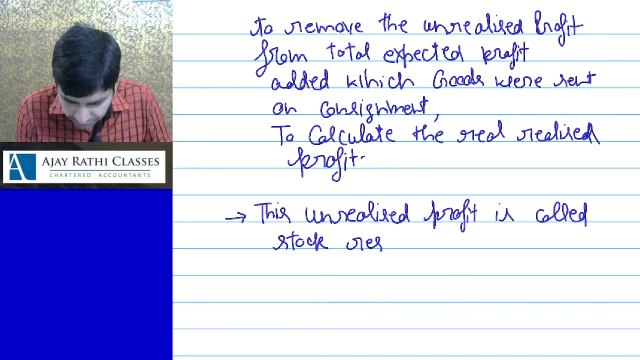 to remove the unrealised Profit
from total expected profit
added which Goods were sent
on consignment,
To Calculate the real realised
profit.
→ This unrealised profit is called
stock res
A
AJAY RATHI CLASSES
CHARTERED ACCOUNTANTS